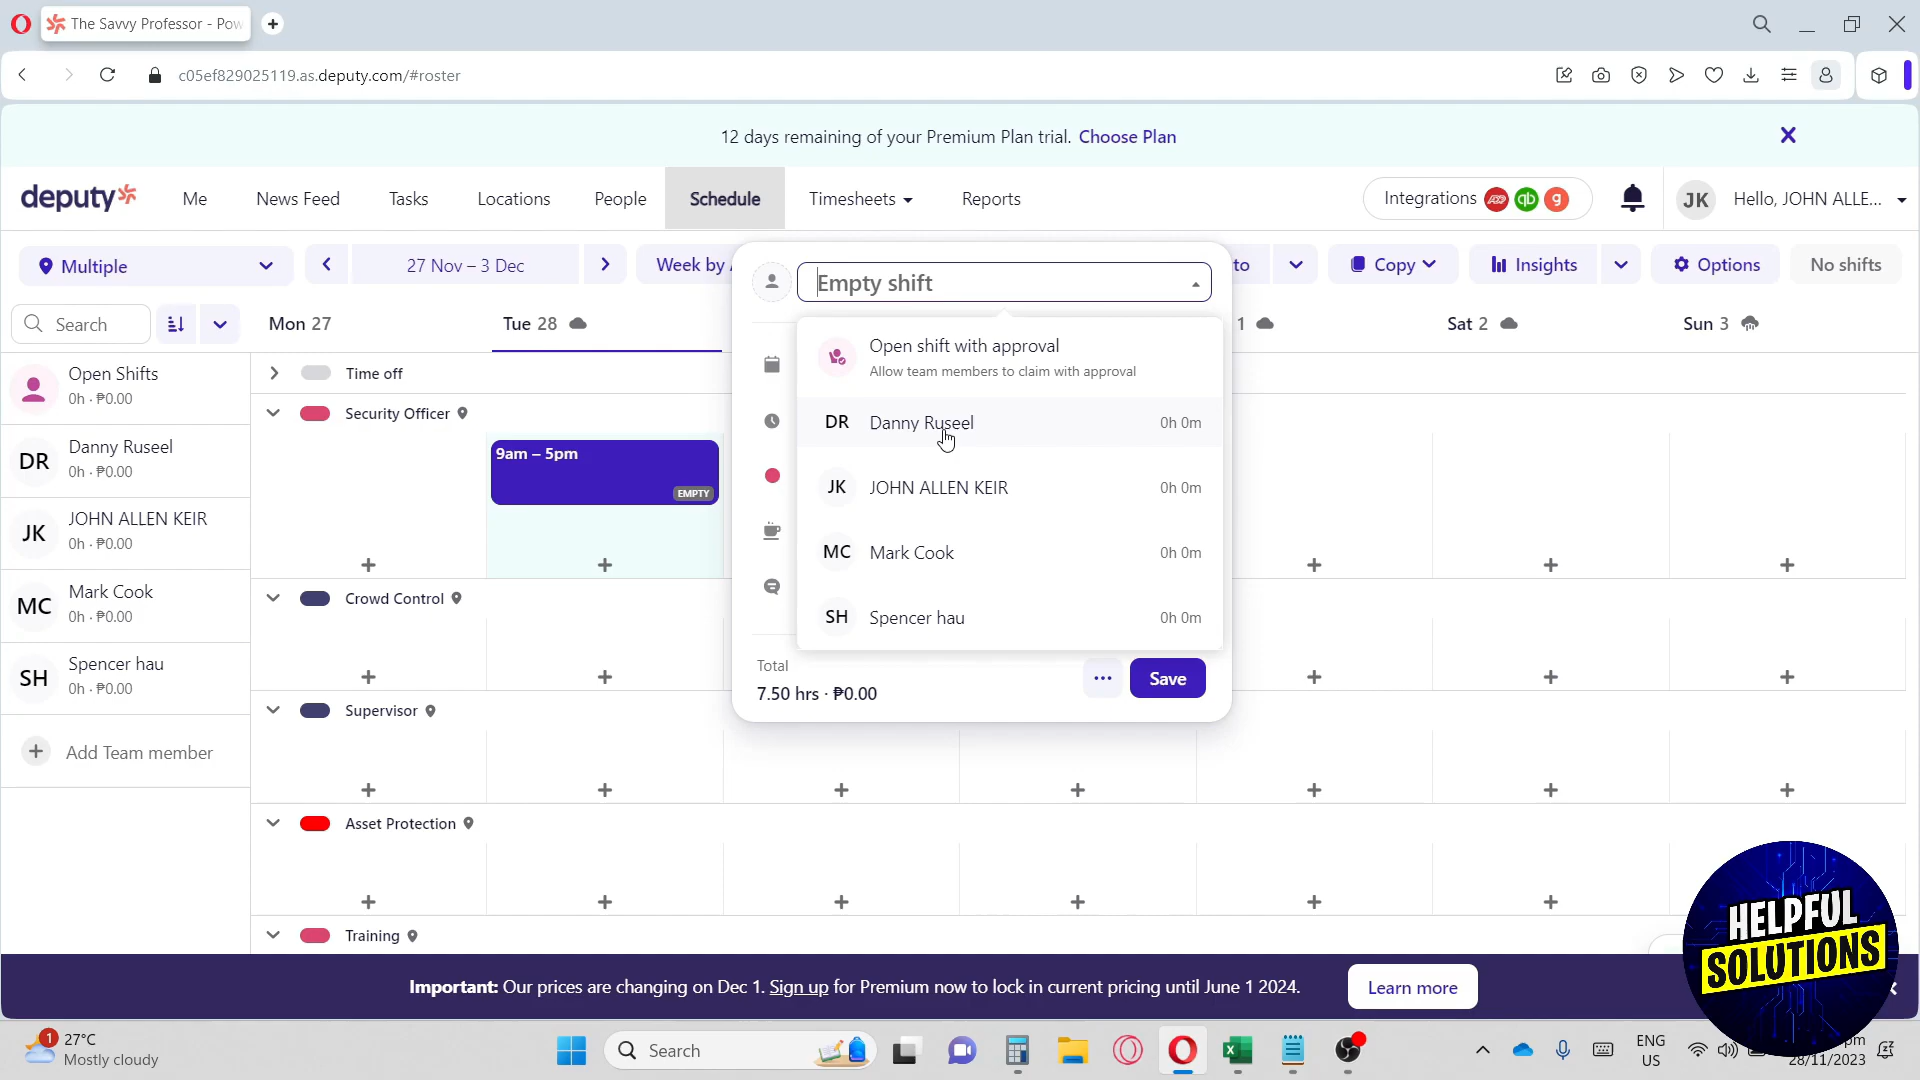 The Savvy Professor - Pow
c05ef829025119.as.deputy.com/#roster
12 days remaining of your Premium Plan trial. Choose Plan
deputy
Me
News Feed
Tasks
Locations
People
Schedule
Timesheets
Reports
Integrations
ADP
qb
g
JK
Hello, JOHN ALLE...
Multiple
27 Nov – 3 Dec
Week by
Copy
Insights
Options
No shifts
Search
Mon 27
Tue 28
1
Sat 2
Sun 3
Empty shift
Open shift with approval
Allow team members to claim with approval
DR Danny Ruseel 0h 0m
JK JOHN ALLEN KEIR 0h 0m
MC Mark Cook 0h 0m
SH Spencer hau 0h 0m
Total
7.50 hrs · ₱0.00
Save
Open Shifts
0h · ₱0.00
DR
Danny Ruseel
0h · ₱0.00
JK
JOHN ALLEN KEIR
0h · ₱0.00
MC
Mark Cook
0h · ₱0.00
SH
Spencer hau
0h · ₱0.00
Add Team member
Time off
Security Officer
9am – 5pm
EMPTY
Crowd Control
Supervisor
Asset Protection
Training
Important: Our prices are changing on Dec 1. Sign up for Premium now to lock in current pricing until June 1 2024.
Learn more
HELPFUL
SOLUTIONS
1
27°C
Mostly cloudy
Search
ENG
US
pm
28/11/2023